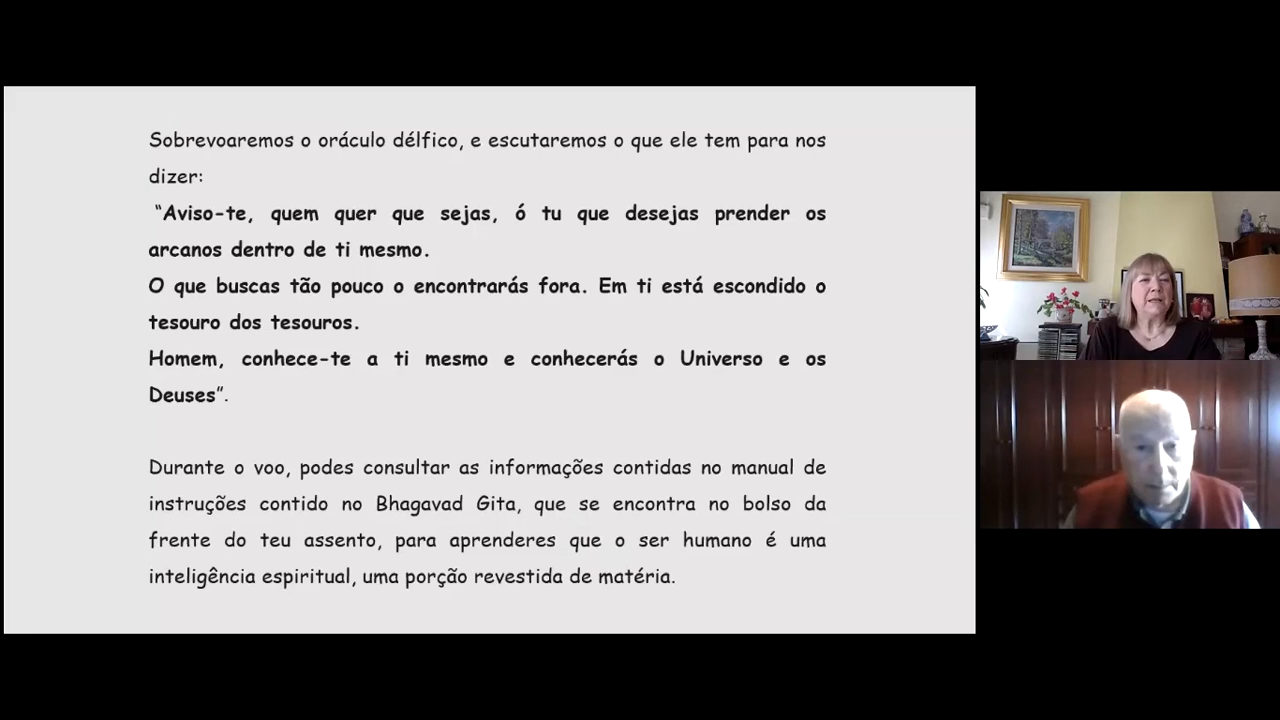 Sobrevoaremos o oráculo délfico, e escutaremos o que ele tem para nos
dizer:
“Aviso-te, quem quer que sejas, ó tu que desejas prender os
arcanos dentro de ti mesmo.
O que buscas tão pouco o encontrarás fora. Em ti está escondido o
tesouro dos tesouros.
Homem, conhece-te a ti mesmo e conhecerás o Universo e os
Deuses”.
Durante o voo, podes consultar as informações contidas no manual de
instruções contido no Bhagavad Gita, que se encontra no bolso da
frente do teu assento, para aprenderes que o ser humano é uma
inteligência espiritual, uma porção revestida de matéria.